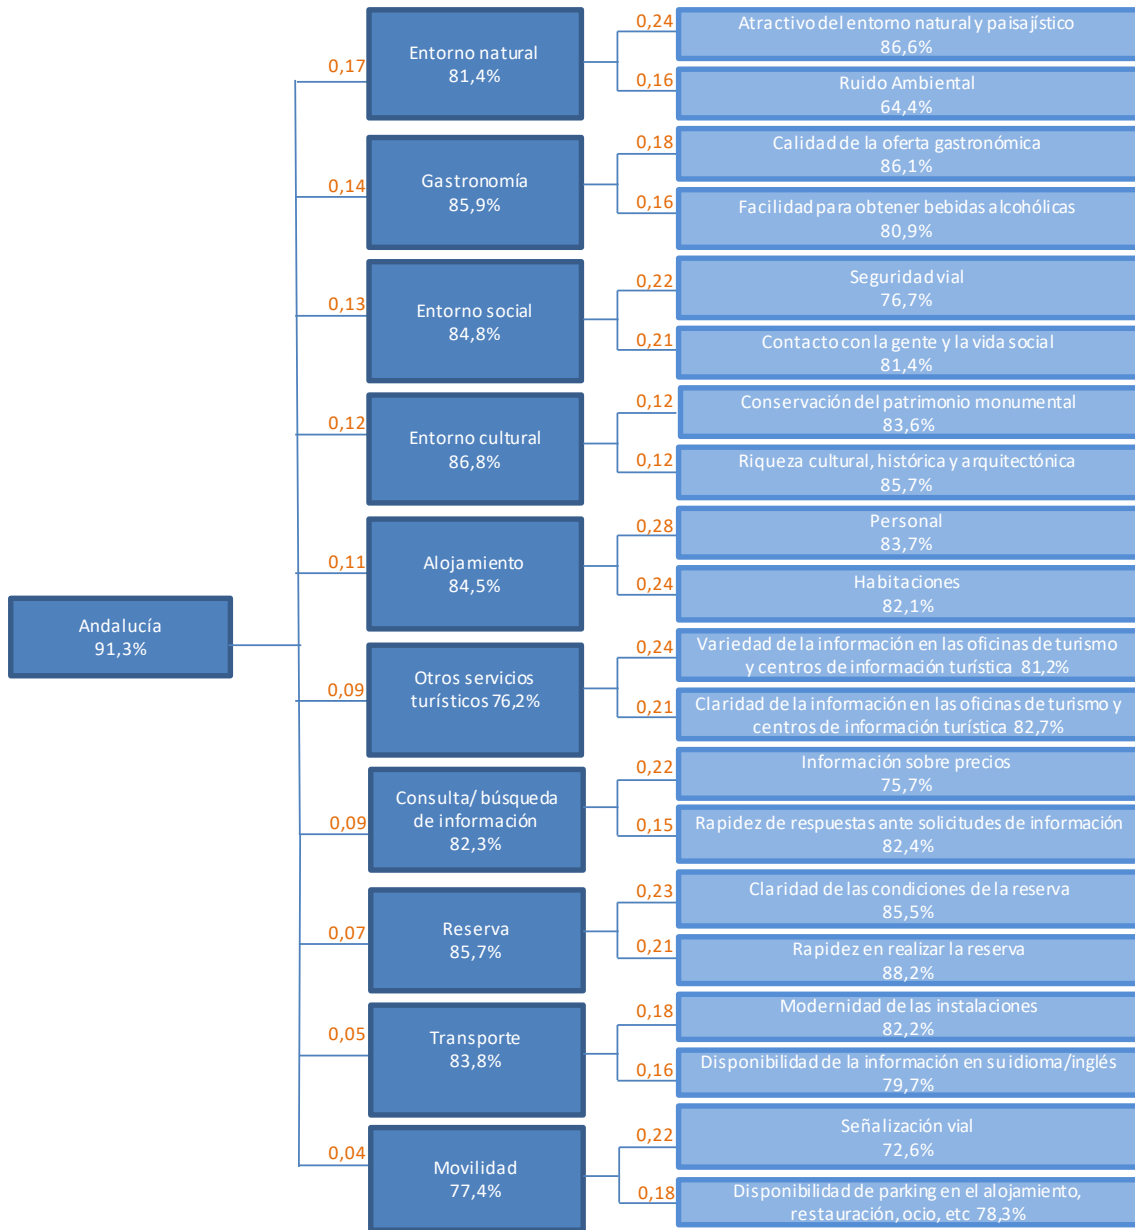 0,17
Entorno natural
81,4%
0,24
Atractivo del entorno natural y paisajístico
86,6%
0,16
Ruido Ambiental
64,4%
0,14
Gastronomía
85,9%
0,18
Calidad de la oferta gastronómica
86,1%
0,16
Facilidad para obtener bebidas alcohólicas
80,9%
0,13
Entorno social
84,8%
0,22
Seguridad vial
76,7%
0,21
Contacto con la gente y la vida social
81,4%
0,12
Entorno cultural
86,8%
0,12
Conservación del patrimonio monumental
83,6%
0,12
Riqueza cultural, histórica y arquitectónica
85,7%
0,11
Alojamiento
84,5%
0,28
Personal
83,7%
0,24
Habitaciones
82,1%
Andalucía
91,3%
0,09
Otros servicios
turísticos 76,2%
0,24
Variedad de la información en las oficinas de turismo
y centros de información turística 81,2%
0,21
Claridad de la información en las oficinas de turismo y
centros de información turística 82,7%
0,09
Consulta/ búsqueda
de información
82,3%
0,22
Información sobre precios
75,7%
0,15
Rapidez de respuestas ante solicitudes de información
82,4%
0,07
Reserva
85,7%
0,23
Claridad de las condiciones de la reserva
85,5%
0,21
Rapidez en realizar la reserva
88,2%
0,05
Transporte
83,8%
0,18
Modernidad de las instalaciones
82,2%
0,16
Disponibilidad de la información en su idioma/inglés
79,7%
0,04
Movilidad
77,4%
0,22
Señalización vial
72,6%
0,18
Disponibilidad de parking en el alojamiento,
restauración, ocio, etc 78,3%